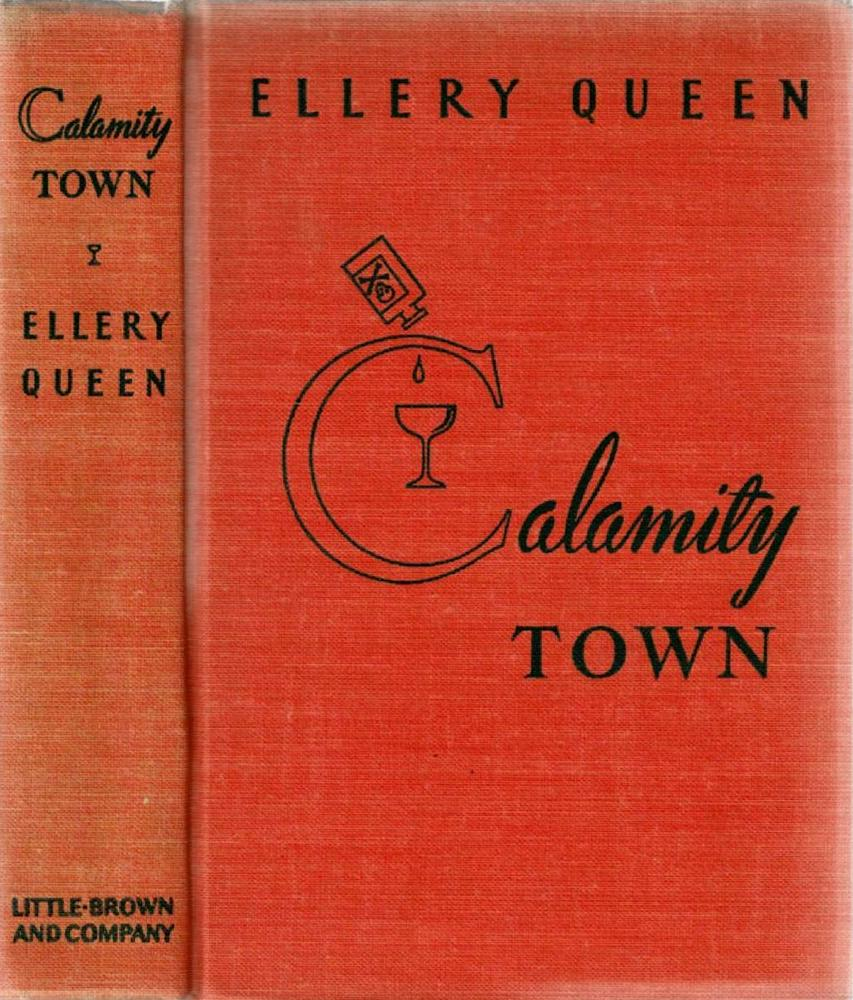 Calamity
TOWN
ELLERY
QUEEN
LITTLE·BROWN
AND COMPANY
ELLERY QUEEN
Calamity
TOWN